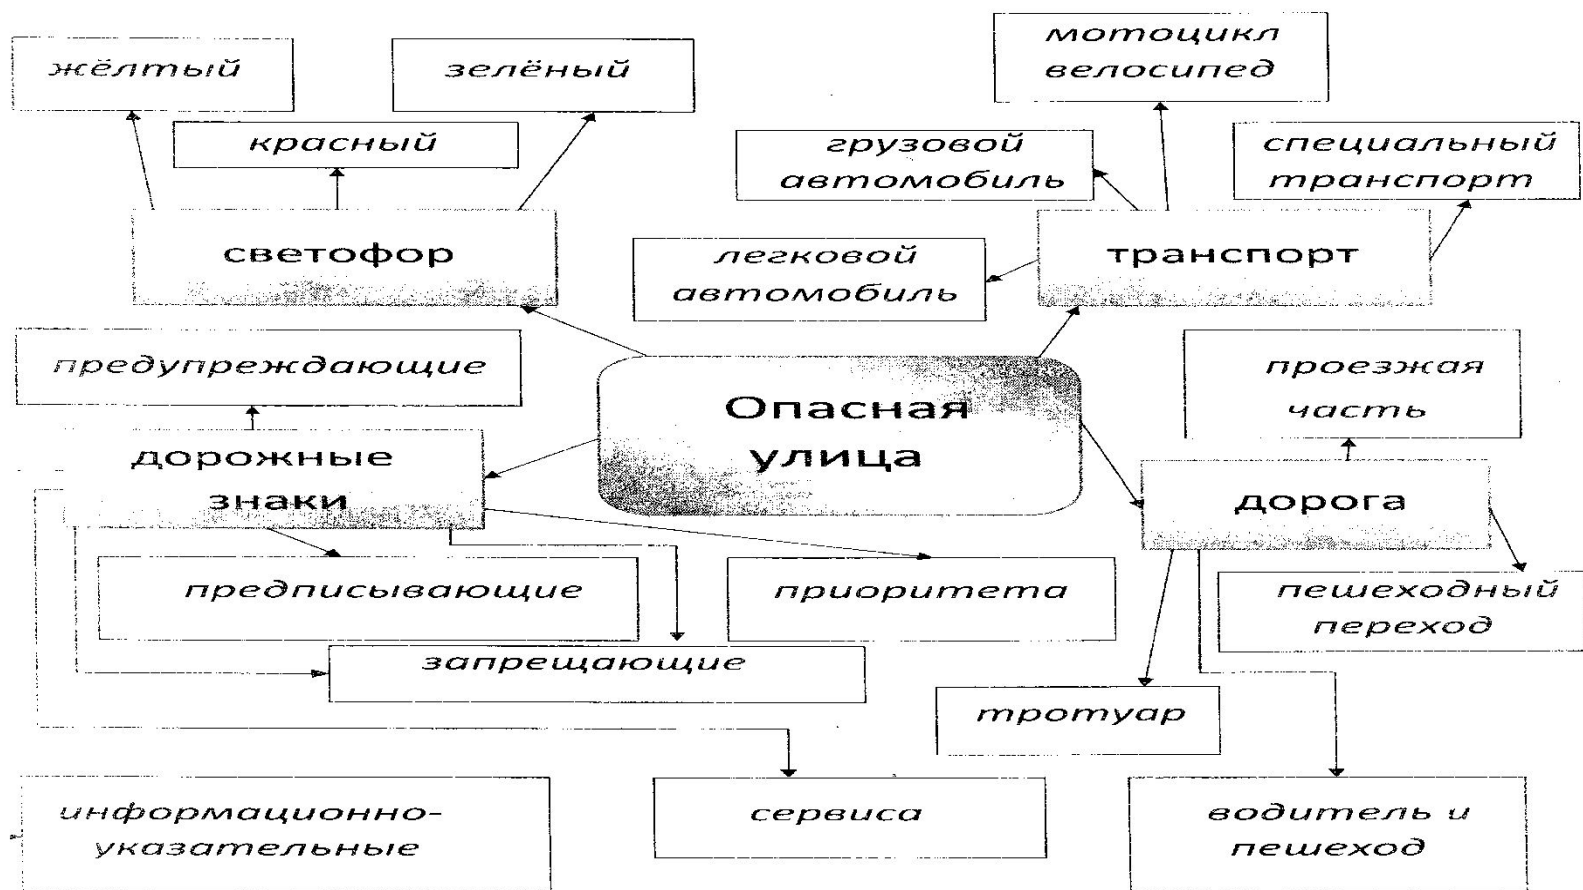 жёлтый
зелёный
красный
светофор
мотоцикл
велосипед
грузовой
автомобиль
специальный
транспорт
легковой
автомобиль
транспорт
предупреждающие
Опасная
улица
проезжая
часть
дорожные
знаки
дорога
предписывающие
приоритета
пешеходный
переход
запрещающие
тротуар
информационно-
указательные
сервиса
водитель и
пешеход